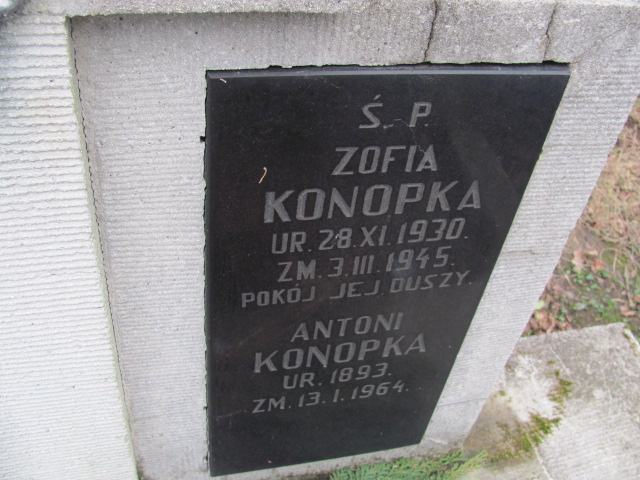 Ś. P.
ZOFIA
KONOPKA
UR. 28.XI.1930.
ZM. 3.III.1945.
POKÓJ JEJ DUSZY.
ANTONI
KONOPKA
UR. 1893.
ZM. 13.I.1964.